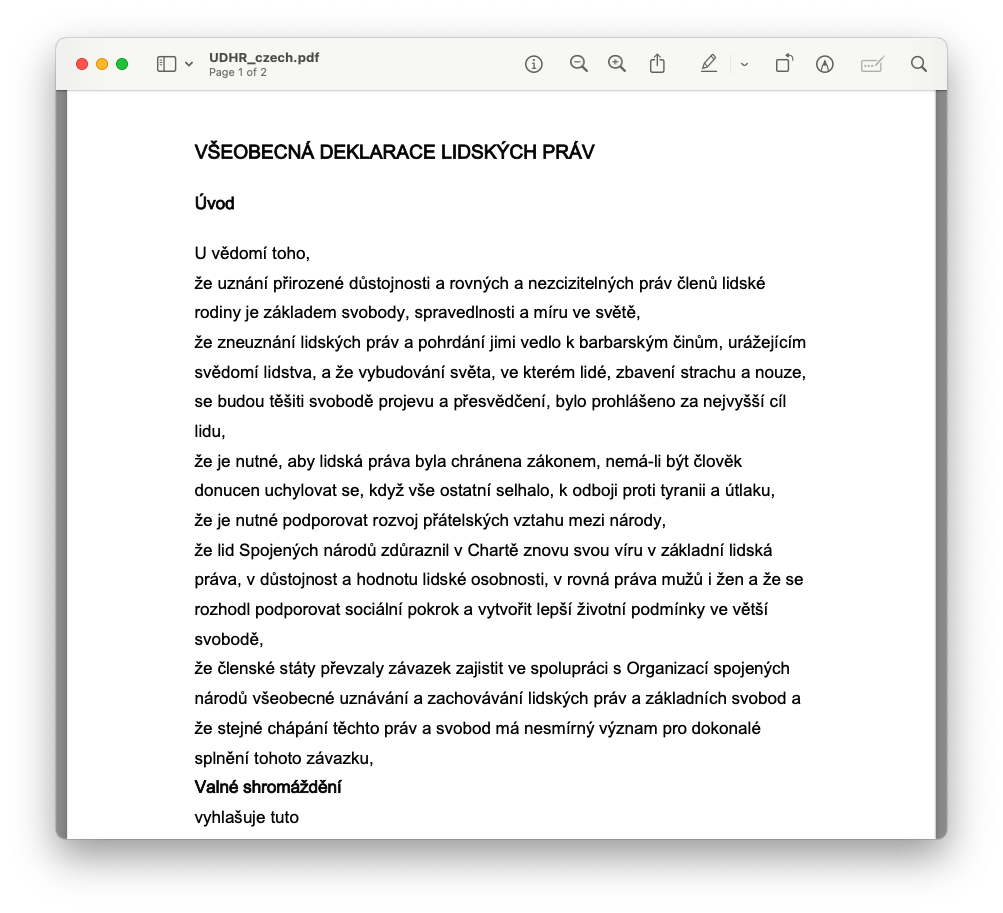 UDHR_czech.pdf
Page 1 of 2
VŠEOBECNÁ DEKLARACE LIDSKÝCH PRÁV
Úvod
U vědomí toho,
že uznání přirozené důstojnosti a rovných a nezcizitelných práv členů lidské
rodiny je základem svobody, spravedlnosti a míru ve světě,
že zneuznání lidských práv a pohrdání jimi vedlo k barbarským činům, urážejícím
svědomí lidstva, a že vybudování světa, ve kterém lidé, zbavení strachu a nouze,
se budou těšiti svobodě projevu a přesvědčení, bylo prohlášeno za nejvyšší cíl
lidu,
že je nutné, aby lidská práva byla chránena zákonem, nemá-li být člověk
donucen uchylovat se, když vše ostatní selhalo, k odboji proti tyranii a útlaku,
že je nutné podporovat rozvoj přátelských vztahu mezi národy,
že lid Spojených národů zdůraznil v Chartě znovu svou víru v základní lidská
práva, v důstojnost a hodnotu lidské osobnosti, v rovná práva mužů i žen a že se
rozhodl podporovat sociální pokrok a vytvořit lepší životní podmínky ve větší
svobodě,
že členské státy převzaly závazek zajistit ve spolupráci s Organizací spojených
národů všeobecné uznávání a zachovávání lidských práv a základních svobod a
že stejné chápání těchto práv a svobod má nesmírný význam pro dokonalé
splnění tohoto závazku,
Valné shromáždění
vyhlašuje tuto